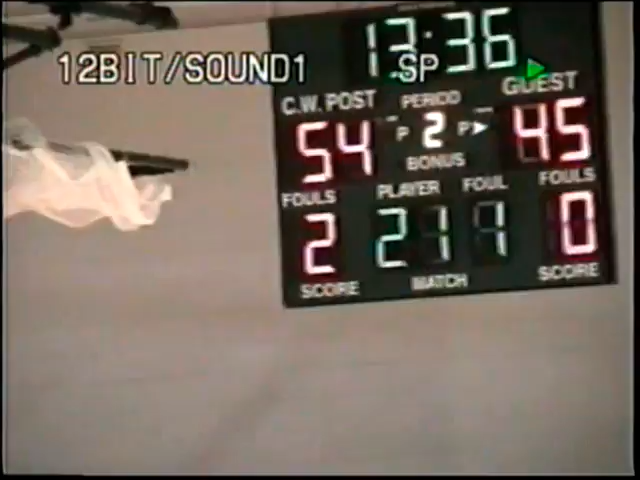 13:36
12BIT/SOUND1 SP
C.W. POST PERIOD GUEST
54 P 2 P 45
BONUS
FOULS PLAYER FOUL FOULS
2 21 1 0
SCORE MATCH SCORE